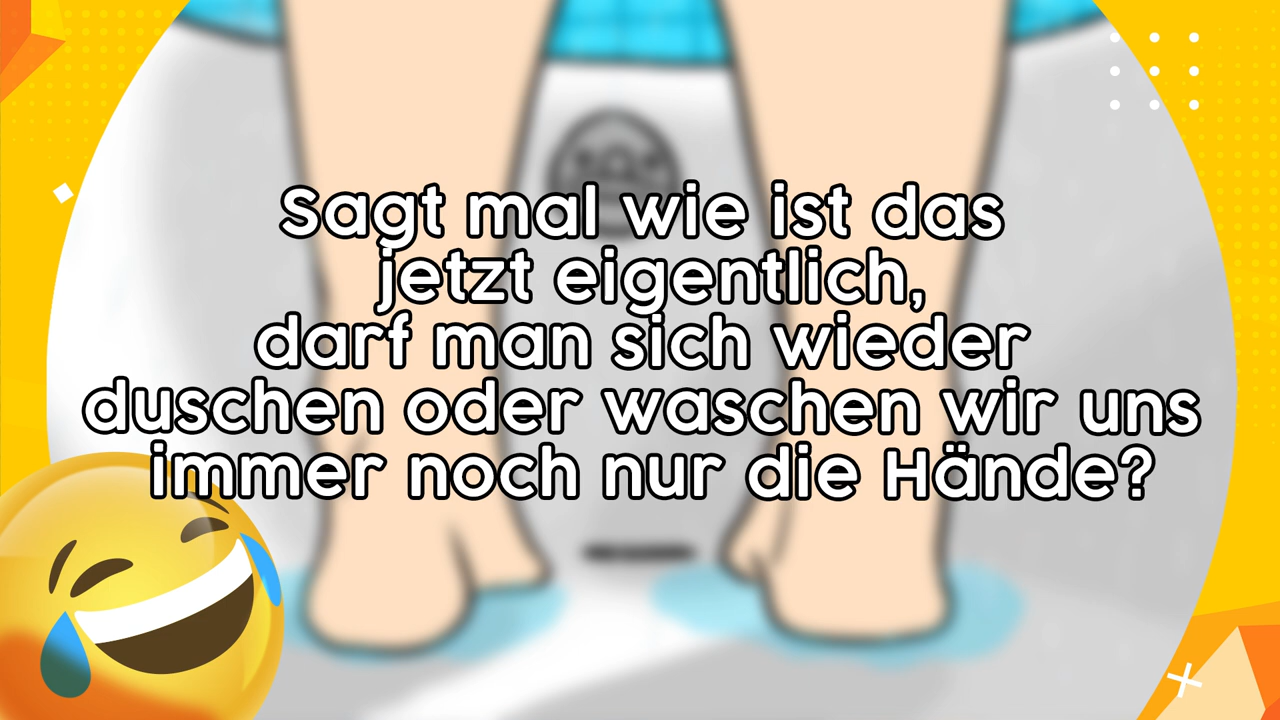 Sagt mal wie ist das
jetzt eigentlich,
darf man sich wieder
duschen oder waschen wir uns
immer noch nur die Hände?